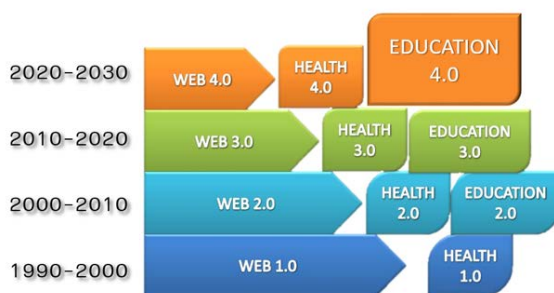 2020-2030
WEB 4.0
HEALTH
4.0
EDUCATION
4.0
2010-2020
WEB 3.0
HEALTH
3.0
EDUCATION
3.0
2000-2010
WEB 2.0
HEALTH
2.0
EDUCATION
2.0
1990-2000
WEB 1.0
HEALTH
1.0